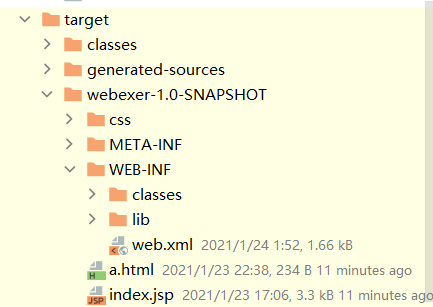 target
classes
generated-sources
webexer-1.0-SNAPSHOT
css
META-INF
WEB-INF
classes
lib
web.xml 2021/1/24 1:52, 1.66 kB
a.html 2021/1/23 22:38, 234 B 11 minutes ago
index.jsp 2021/1/23 17:06, 3.3 kB 11 minutes ago